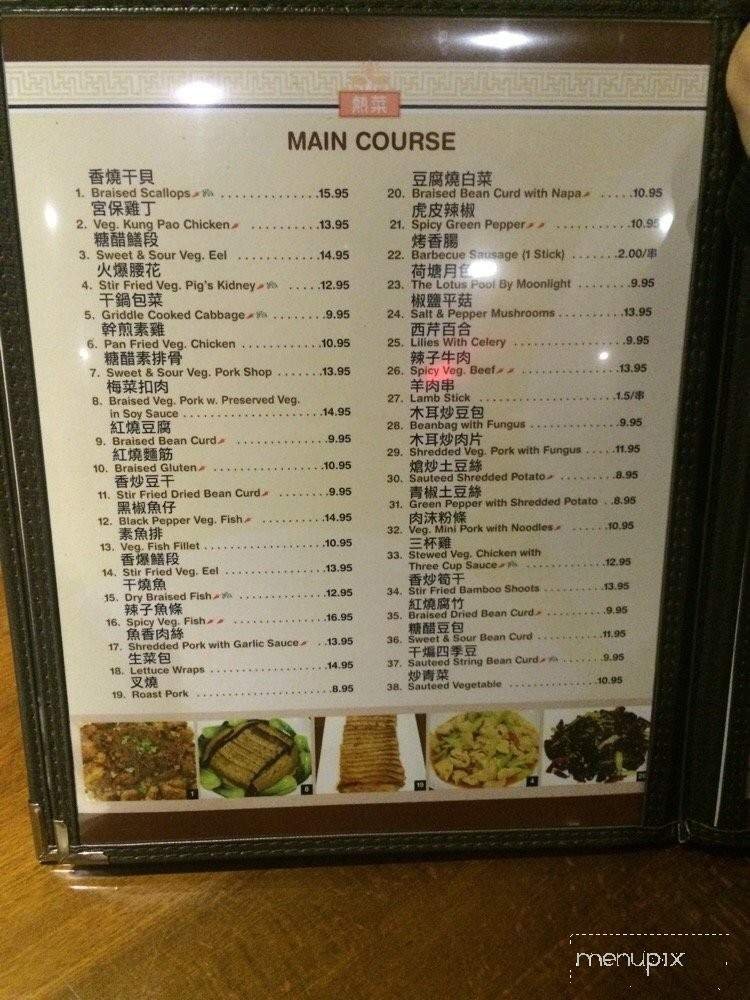 熱菜
MAIN COURSE
香燒干貝
1. Braised Scallops ............ 15.95
宮保雞丁
2. Veg. Kung Pao Chicken ......... 13.95
糖醋鱔段
3. Sweet & Sour Veg. Eel ........... 14.95
火爆腰花
4. Stir Fried Veg. Pig's Kidney ...... 12.95
干鍋包菜
5. Griddle Cooked Cabbage ....... 9.95
幹煎素雞
6. Pan Fried Veg. Chicken .......... 10.95
糖醋素排骨
7. Sweet & Sour Veg. Pork Shop ....... 13.95
梅菜扣肉
8. Braised Veg. Pork w. Preserved Veg.
in Soy Sauce ..................... 14.95
紅燒豆腐
9. Braised Bean Curd ............. 9.95
紅燒麵筋
10. Braised Gluten ............... 10.95
香炒豆干
11. Stir Fried Dried Bean Curd ........ 9.95
黑椒魚仔
12. Black Pepper Veg. Fish ......... 14.95
素魚排
13. Veg. Fish Fillet ................... 10.95
香爆鱔段
14. Stir Fried Veg. Eel ............... 13.95
干燒魚
15. Dry Braised Fish ............ 12.95
辣子魚條
16. Spicy Veg. Fish ............. 16.95
魚香肉絲
17. Shredded Pork with Garlic Sauce .... 13.95
生菜包
18. Lettuce Wraps ................ 14.95
叉燒
19. Roast Pork ..................... 8.95
豆腐燒白菜
20. Braised Bean Curd with Napa ..... 10.95
虎皮辣椒
21. Spicy Green Pepper ......... 10.95
烤香腸
22. Barbecue Sausage (1 Stick) ....... 2.00/串
荷塘月色
23. The Lotus Pool By Moonlight ........ 9.95
椒鹽平菇
24. Salt & Pepper Mushrooms .......... 13.95
西芹百合
25. Lilies With Celery ................ 9.95
辣子牛肉
26. Spicy Veg. Beef ............ 13.95
羊肉串
27. Lamb Stick .................... 1.5/串
木耳炒豆包
28. Beanbag with Fungus ............. 9.95
木耳炒肉片
29. Shredded Veg. Pork with Fungus ..... 11.95
熗炒土豆絲
30. Sauteed Shredded Potato ......... 8.95
青椒土豆絲
31. Green Pepper with Shredded Potato .. 8.95
肉沫粉條
32. Veg. Mini Pork with Noodles ....... 10.95
三杯雞
33. Stewed Veg. Chicken with
Three Cup Sauce ............ 12.95
香炒筍干
34. Stir Fried Bamboo Shoots .......... 13.95
紅燒腐竹
35. Braised Dried Bean Curd ........ 9.95
糖醋豆包
36. Sweet & Sour Bean Curd ........... 11.95
干煸四季豆
37. Sauteed String Bean Curd ....... 9.95
炒青菜
38. Sauteed Vegetable ............... 10.95
1 8 19 4
menupix